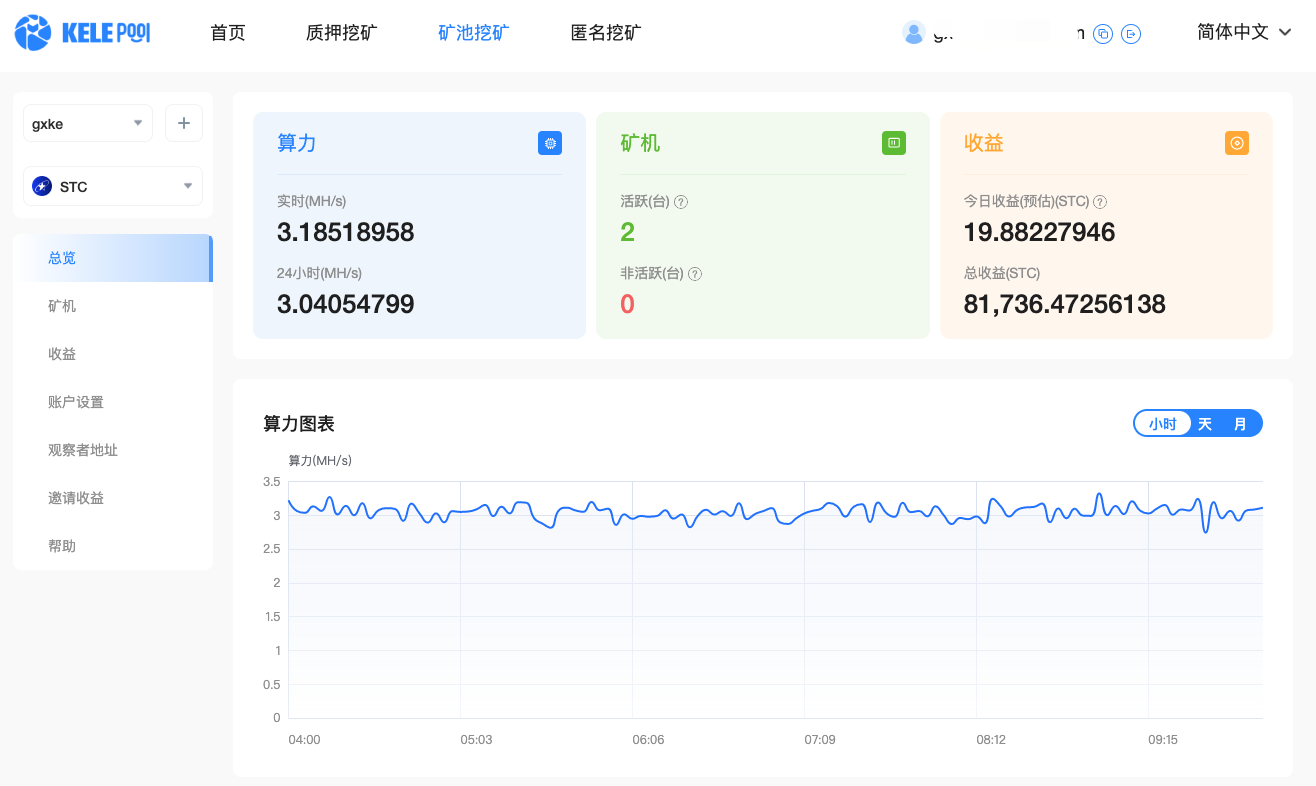 KELE POOL
首页
质押挖矿
矿池挖矿
匿名挖矿
简体中文
gxke
STC
总览
矿机
收益
账户设置
观察者地址
邀请收益
帮助
算力
实时(MH/s)
3.18518958
24小时(MH/s)
3.04054799
矿机
活跃(台)
2
非活跃(台)
0
收益
今日收益(预估)(STC)
19.88227946
总收益(STC)
81,736.47256138
算力图表
小时 天 月
算力(MH/s)
3.5
3
2.5
2
1.5
1
0.5
0
04:00 05:03 06:06 07:09 08:12 09:15